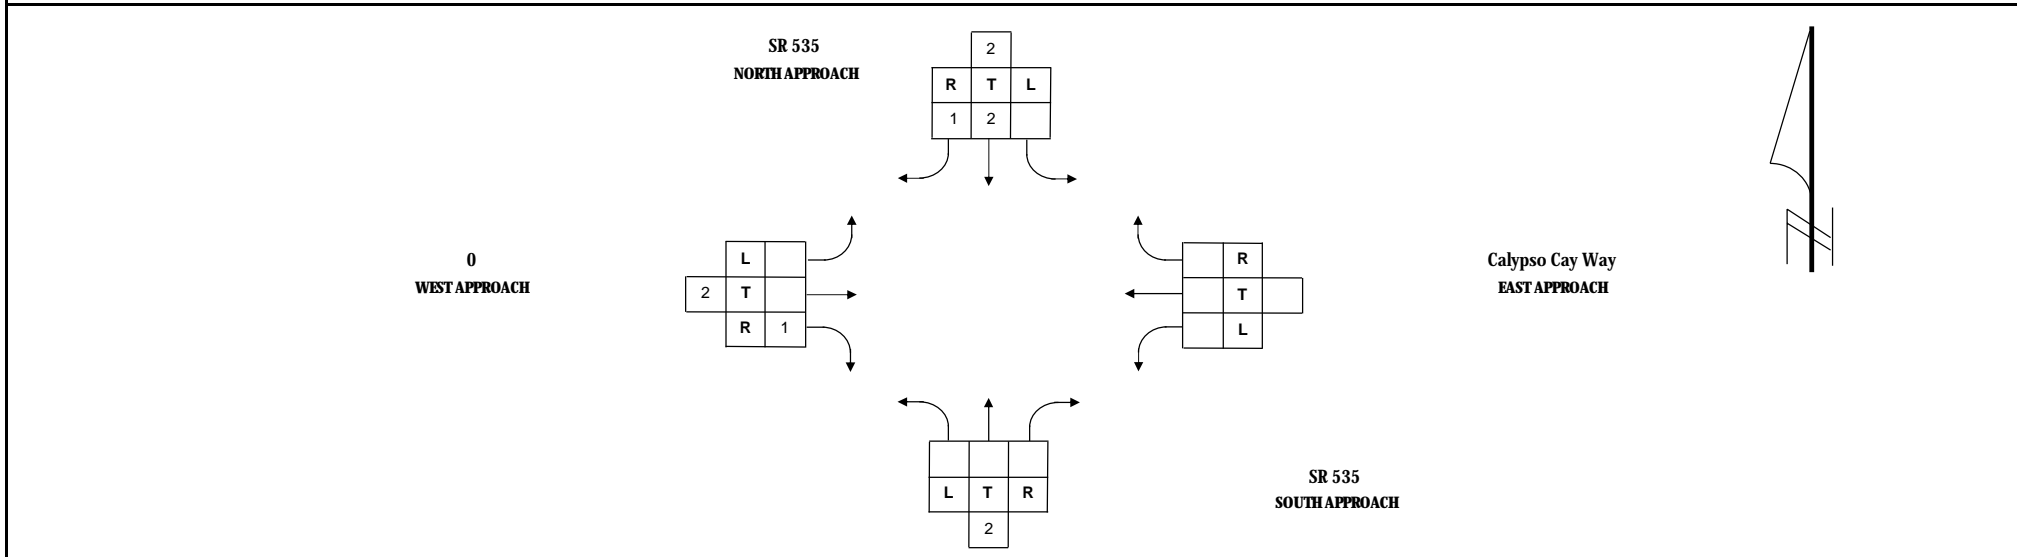 SR 535
NORTH APPROACH
2
R T L
1 2
0
WEST APPROACH
L
2 T
R 1
R
T
L
Calypso Cay Way
EAST APPROACH
L T R
2
SR 535
SOUTH APPROACH
N